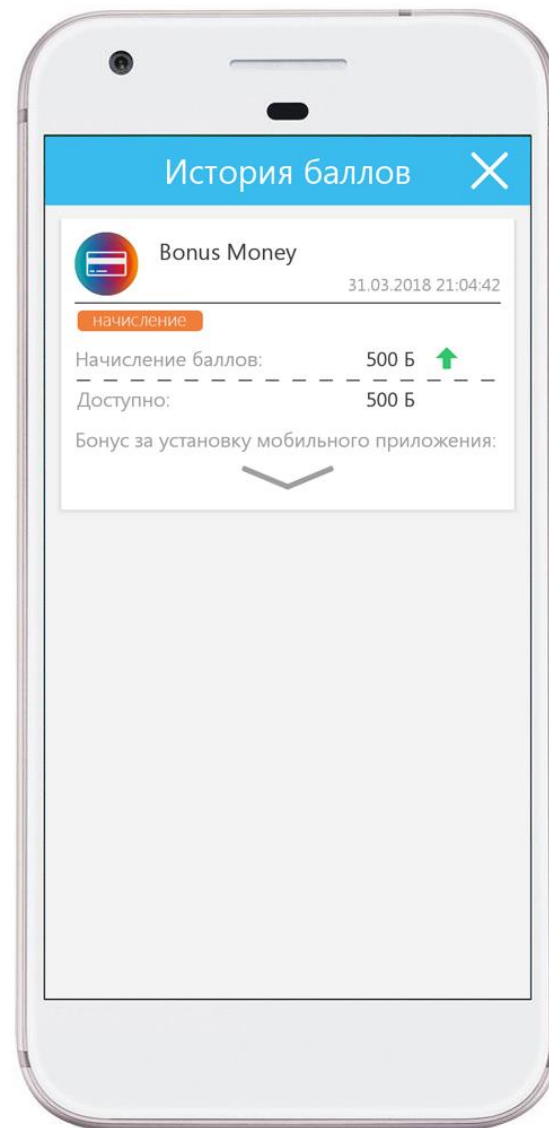 История баллов
Bonus Money
31.03.2018 21:04:42
начисление
Начисление баллов: 500 Б
Доступно: 500 Б
Бонус за установку мобильного приложения: